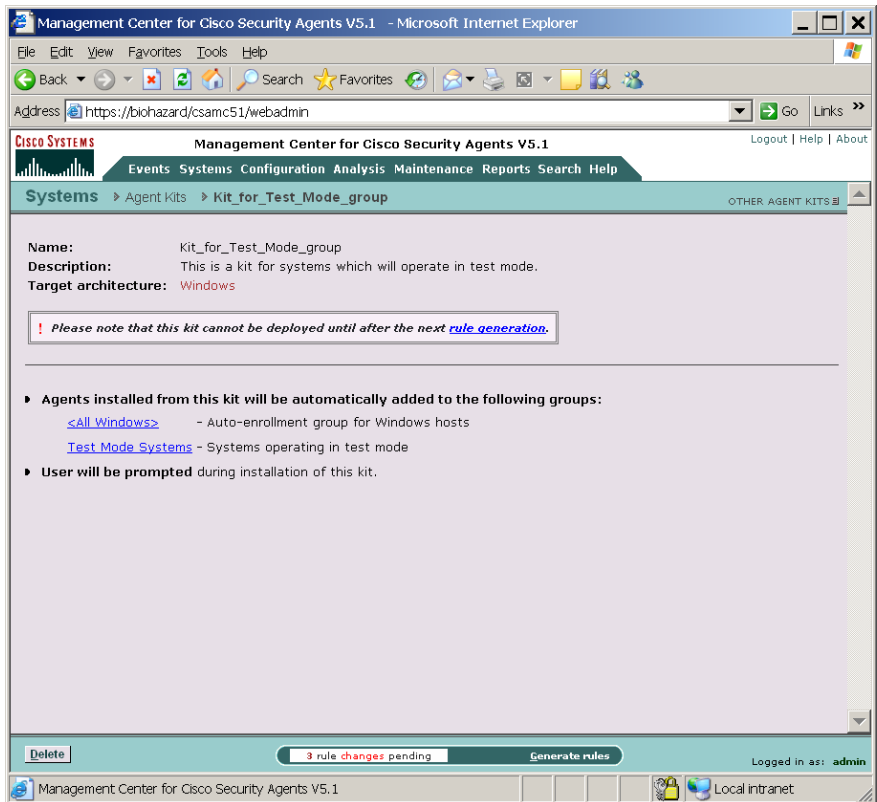 Management Center for Cisco Security Agents V5.1 - Microsoft Internet Explorer
File Edit View Favorites Tools Help
Back Search Favorites
Address https://biohazard/csamc51/webadmin Go Links »
CISCO SYSTEMS
Management Center for Cisco Security Agents V5.1
Logout | Help | About
Events Systems Configuration Analysis Maintenance Reports Search Help
Systems Agent Kits Kit_for_Test_Mode_group
OTHER AGENT KITS
Name: Kit_for_Test_Mode_group
Description: This is a kit for systems which will operate in test mode.
Target architecture: Windows
! Please note that this kit cannot be deployed until after the next rule generation.
Agents installed from this kit will be automatically added to the following groups:
<All Windows> - Auto-enrollment group for Windows hosts
Test Mode Systems - Systems operating in test mode
User will be prompted during installation of this kit.
Delete
3 rule changes pending Generate rules
Logged in as: admin
Management Center for Cisco Security Agents V5.1
Local intranet